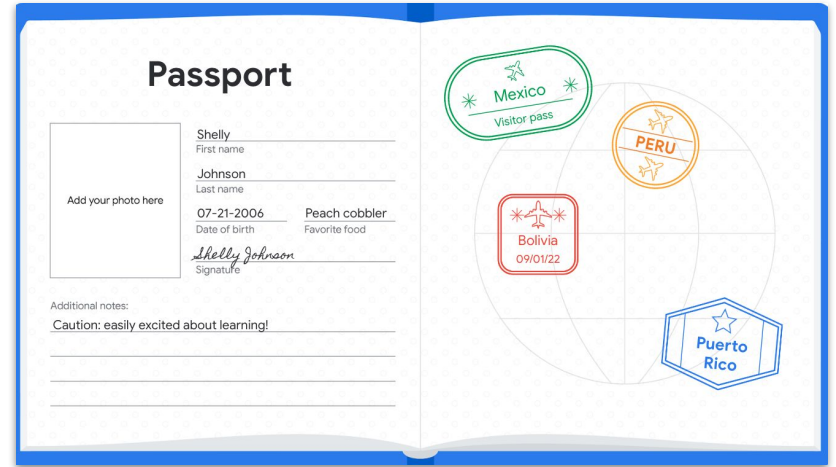 Passport
Add your photo here
Shelly
First name
Johnson
Last name
07-21-2006 Peach cobbler
Date of birth Favorite food
Shelly Johnson
Signature
Additional notes:
Caution: easily excited about learning!
Mexico
Visitor pass
PERU
Bolivia
09/01/22
Puerto
Rico